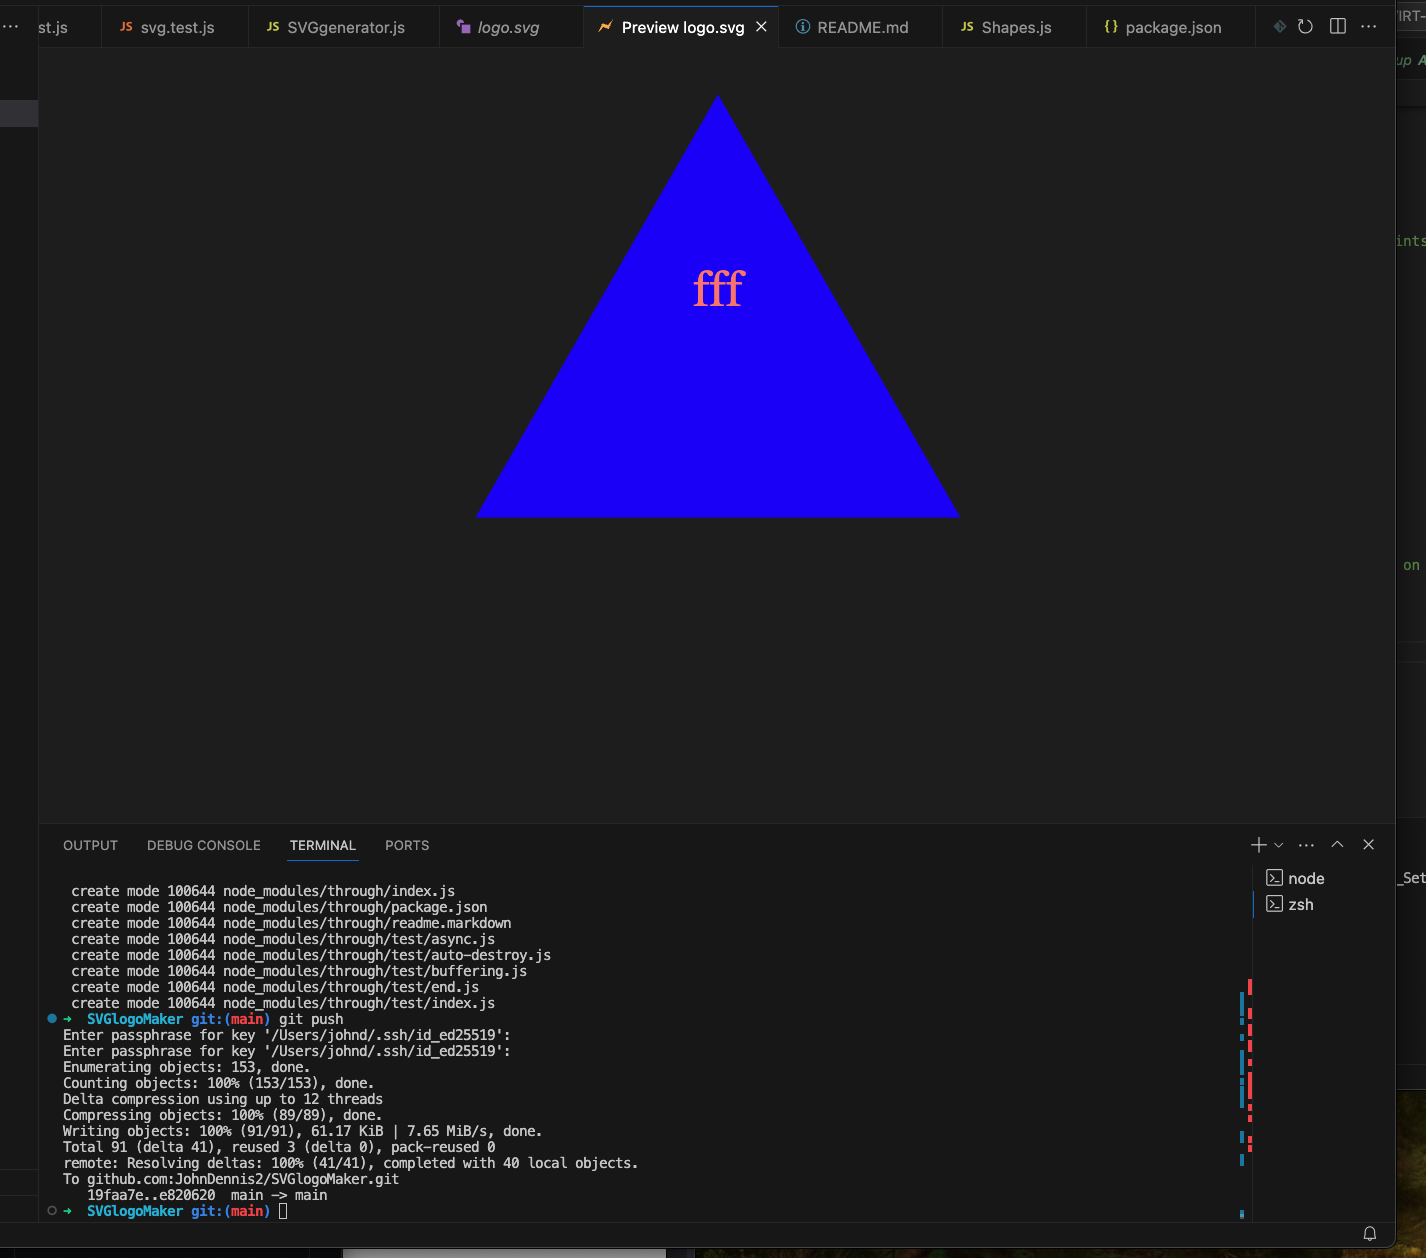 st.js
JS svg.test.js
JS SVGgenerator.js
logo.svg
Preview logo.svg
README.md
JS Shapes.js
{} package.json
IRT-
up A
ints
on
_Set
fff
OUTPUT
DEBUG CONSOLE
TERMINAL
PORTS
node
zsh
create mode 100644 node_modules/through/index.js
create mode 100644 node_modules/through/package.json
create mode 100644 node_modules/through/readme.markdown
create mode 100644 node_modules/through/test/async.js
create mode 100644 node_modules/through/test/auto-destroy.js
create mode 100644 node_modules/through/test/buffering.js
create mode 100644 node_modules/through/test/end.js
create mode 100644 node_modules/through/test/index.js
➜ SVGlogoMaker git:(main) git push
Enter passphrase for key '/Users/johnd/.ssh/id_ed25519':
Enter passphrase for key '/Users/johnd/.ssh/id_ed25519':
Enumerating objects: 153, done.
Counting objects: 100% (153/153), done.
Delta compression using up to 12 threads
Compressing objects: 100% (89/89), done.
Writing objects: 100% (91/91), 61.17 KiB | 7.65 MiB/s, done.
Total 91 (delta 41), reused 3 (delta 0), pack-reused 0
remote: Resolving deltas: 100% (41/41), completed with 40 local objects.
To github.com:JohnDennis2/SVGlogoMaker.git
19faa7e..e820620 main -> main
➜ SVGlogoMaker git:(main)